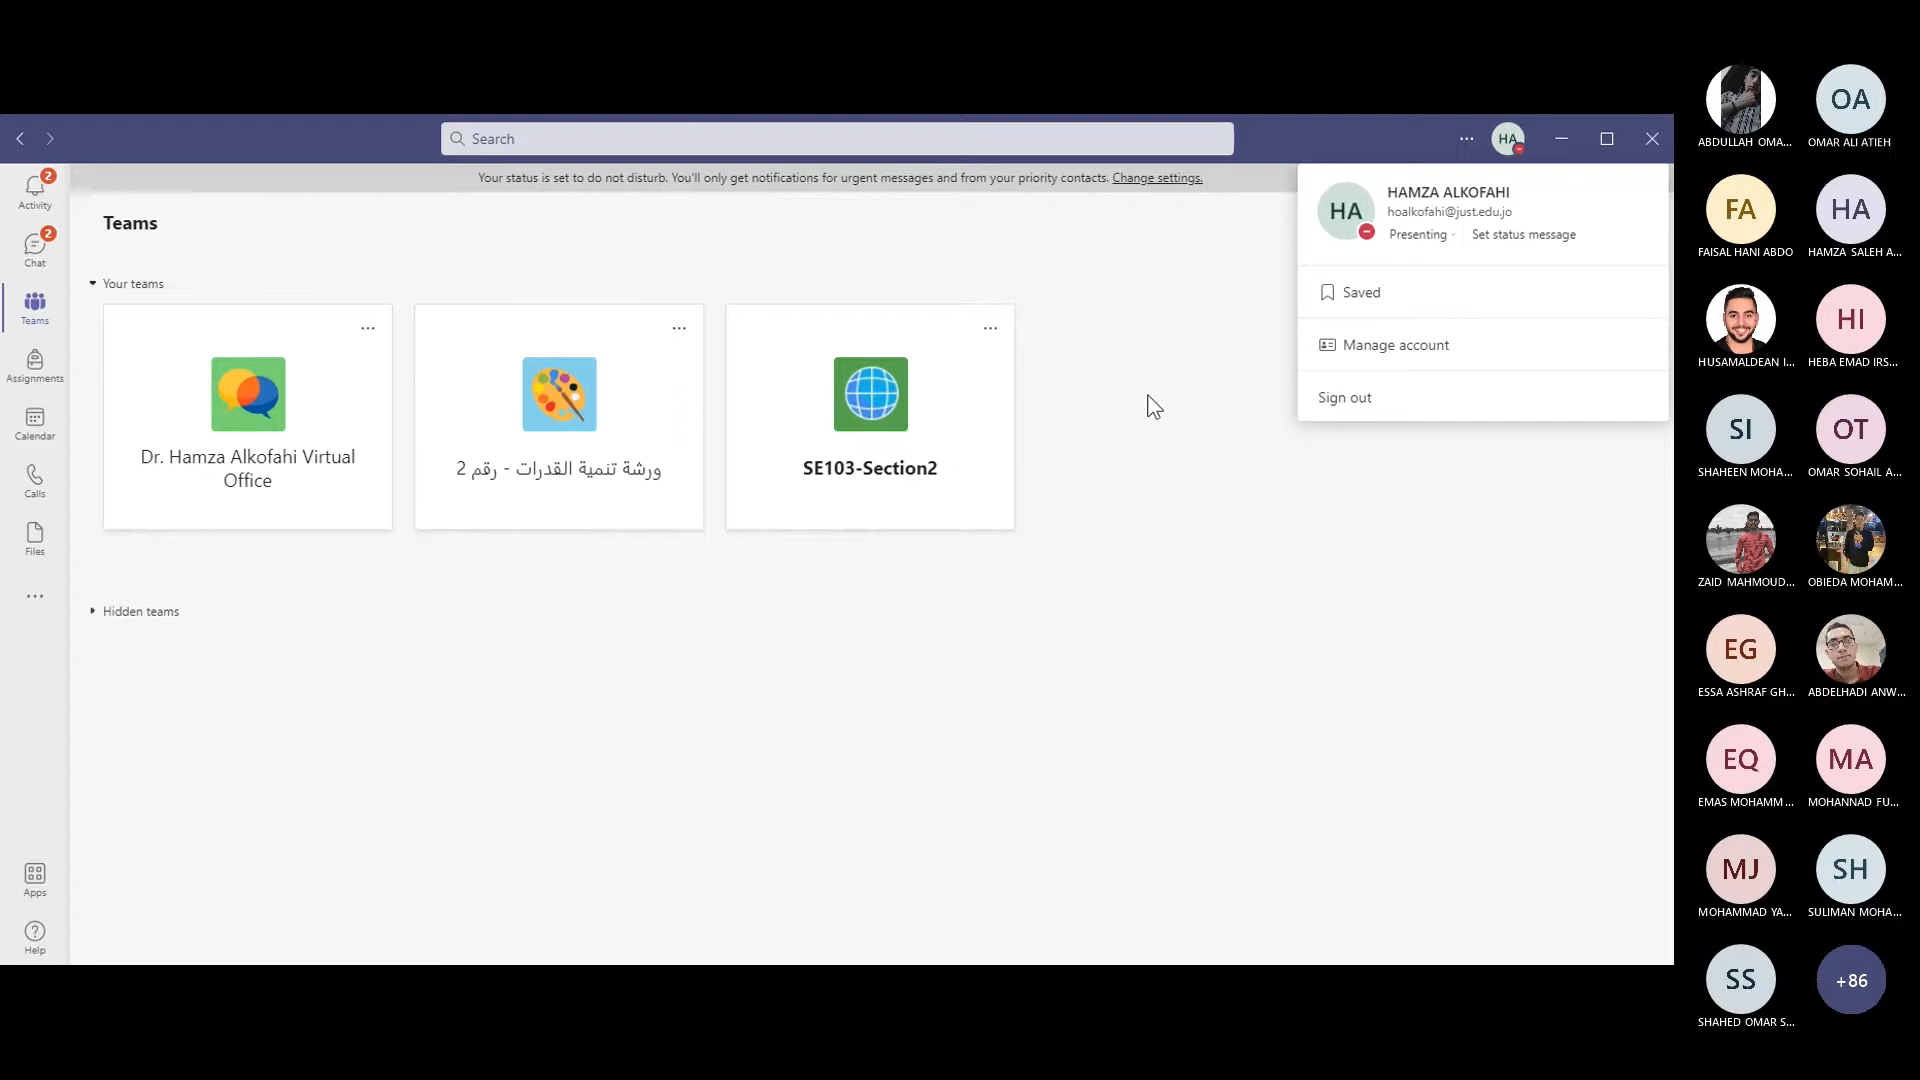 Search
HA
Your status is set to do not disturb. You'll only get notifications for urgent messages and from your priority contacts. Change settings.
2
Activity
2
Chat
Teams
Assignments
Calendar
Calls
Files
Apps
Help
Teams
Your teams
Dr. Hamza Alkofahi Virtual
Office
ورشة تنمية القدرات - رقم 2
SE103-Section2
Hidden teams
HA
HAMZA ALKOFAHI
hoalkofahi@just.edu.jo
Presenting
Set status message
Saved
Manage account
Sign out
ABDULLAH OMA...
OA
OMAR ALI ATIEH
FA
FAISAL HANI ABDO
HA
HAMZA SALEH A...
HUSAMALDEAN I...
HI
HEBA EMAD IRS...
SI
SHAHEEN MOHA...
OT
OMAR SOHAIL A...
ZAID MAHMOUD...
OBIEDA MOHAM...
EG
ESSA ASHRAF GH...
ABDELHADI ANW...
EQ
EMAS MOHAMM...
MA
MOHANNAD FU...
MJ
MOHAMMAD YA...
SH
SULIMAN MOHA...
SS
SHAHED OMAR S...
+86